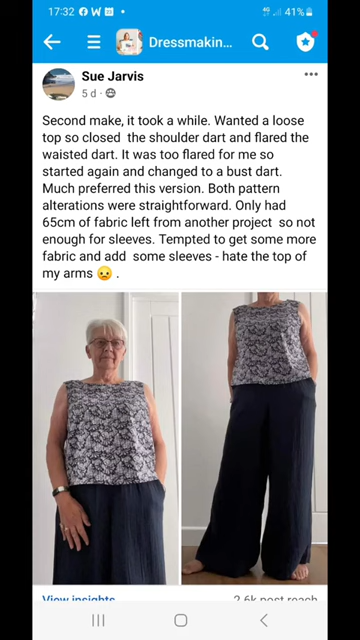 17:32
41%
Dressmakin...
Sue Jarvis
5 d
Second make, it took a while. Wanted a loose
top so closed the shoulder dart and flared the
waisted dart. It was too flared for me so
started again and changed to a bust dart.
Much preferred this version. Both pattern
alterations were straightforward. Only had
65cm of fabric left from another project so not
enough for sleeves. Tempted to get some more
fabric and add some sleeves - hate the top of
my arms 😟 .
View insights
2.6k post reach